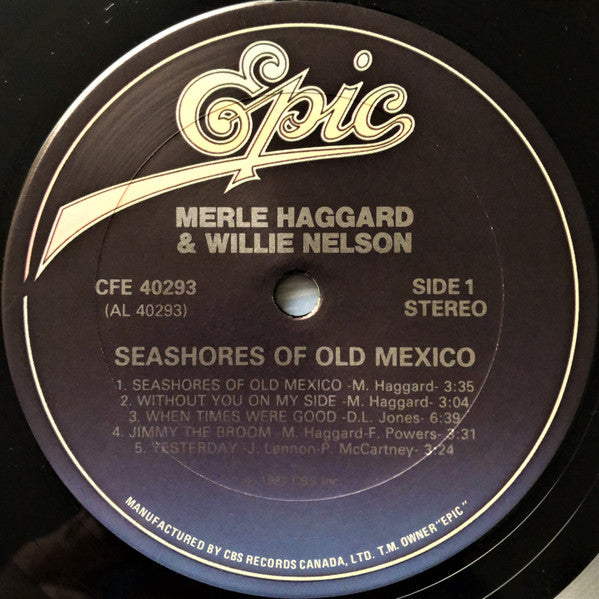 Epic
MERLE HAGGARD
& WILLIE NELSON
CFE 40293
(AL 40293)
SIDE 1
STEREO
SEASHORES OF OLD MEXICO
1. SEASHORES OF OLD MEXICO -M. Haggard- 3:35
2. WITHOUT YOU ON MY SIDE -M. Haggard- 3:04
3. WHEN TIMES WERE GOOD -D.L. Jones- 6:39
4. JIMMY THE BROOM -M. Haggard-F. Powers- 3:31
5. YESTERDAY -J. Lennon-P. McCartney- 3:24
1987 CBS Inc.
MANUFACTURED BY CBS RECORDS CANADA, LTD. T.M. OWNER "EPIC"